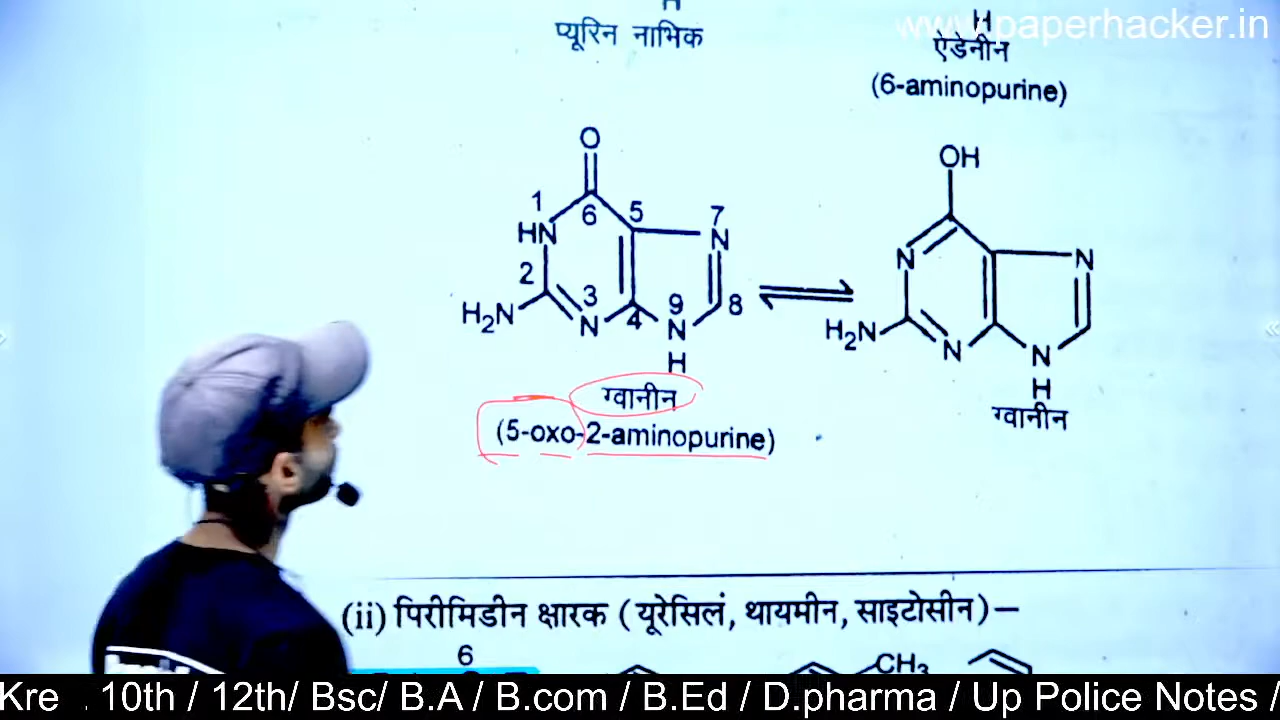 H
प्यूरिन नाभिक
www.paperhacker.in
H
ऐडेनीन
(6-aminopurine)
O
1
6
5
7
HN
N
2
3
9
8
H₂N
N
4
N
H
ग्वानीन
(5-oxo-2-aminopurine)
OH
N
N
H₂N
N
N
H
ग्वानीन
(ii) पिरीमिडीन क्षारक (यूरेसिलं, थायमीन, साइटोसीन)—
6
CH₃
Kre . 10th / 12th/ Bsc/ B.A / B.com / B.Ed / D.pharma / Up Police Notes /